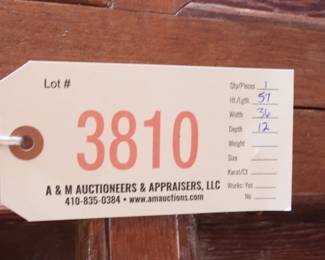 Lot #
3810
A & M AUCTIONEERS & APPRAISERS, LLC
410-835-0384 • www.amauctions.com
Qty/Pieces 1
Ht./Lgth 57
Width 36
Depth 12
Weight
Size
Karat/Ct
Works: Yes
No